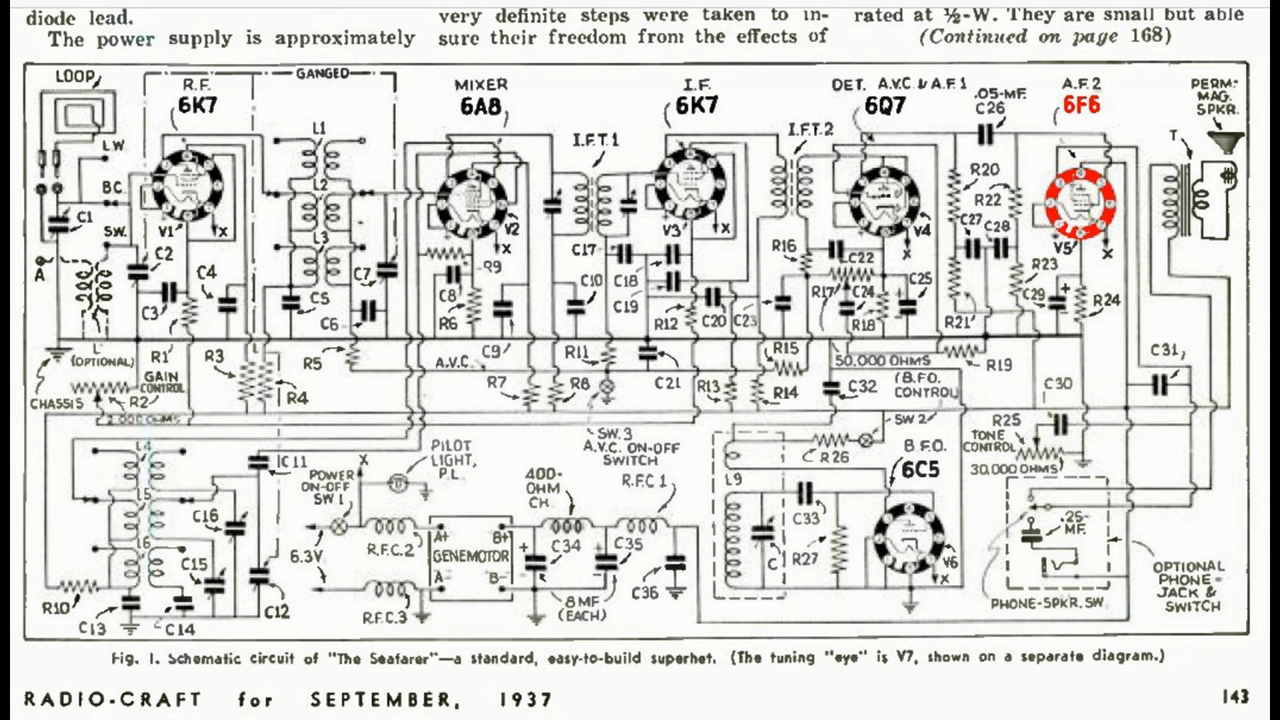 diode lead.
The power supply is approximately
very definite steps were taken to in-
sure their freedom from the effects of
rated at ½-W. They are small but able
(Continued on page 168)
LOOP
R.F.
6K7
GANGED
MIXER
6A8
I.F.
6K7
DET. A.V.C. & A.F.1
6Q7
.05-MF.
C26
A.F.2
6F6
PERM.
MAG.
SPKR.
L.W.
B.C.
SW.
C1
A
V1
X
C2
C3
C4
L1
L2
L3
C5
C6
C7
I.F.T.1
V2
X
R9
C8
R6
C9
C10
C17
V3
C18
C19
R12
C20
C23
I.F.T.2
R16
C22
R17
C24
R18
C25
V4
X
R20
R22
C27
C28
R21
R23
C29
V5
X
R24
T
L
(OPTIONAL)
CHASSIS
R1
GAIN
CONTROL
R2
2,000 OHMS
R3
L
R4
R5
A.V.C.
R7
R8
R11
C21
R13
R14
R15
50,000 OHMS
(B.F.O.
CONTROL)
R19
C32
C31
C30
R25
TONE
CONTROL
30,000 OHMS
SW.3
A.V.C. ON-OFF
SWITCH
SW 2
R26
B.F.O.
6C5
L4
L5
L6
C11
C16
C15
C12
R10
C13
C14
POWER
ON-OFF
SW 1
X
PILOT
LIGHT,
P.L.
6.3V.
R.F.C.2
R.F.C.3
A+
A-
GENEMOTOR
B+
B-
400-
OHM
CH.
R.F.C.1
C34
C35
8 MF.
(EACH)
C36
L9
C33
C
R27
V6
X
.25-
MF.
PHONE-SPKR. SW.
OPTIONAL
PHONE-
JACK &
SWITCH
Fig. 1. Schematic circuit of "The Seafarer"—a standard, easy-to-build superhet. (The tuning "eye" is V7, shown on a separate diagram.)
RADIO-CRAFT for SEPTEMBER, 1937
143